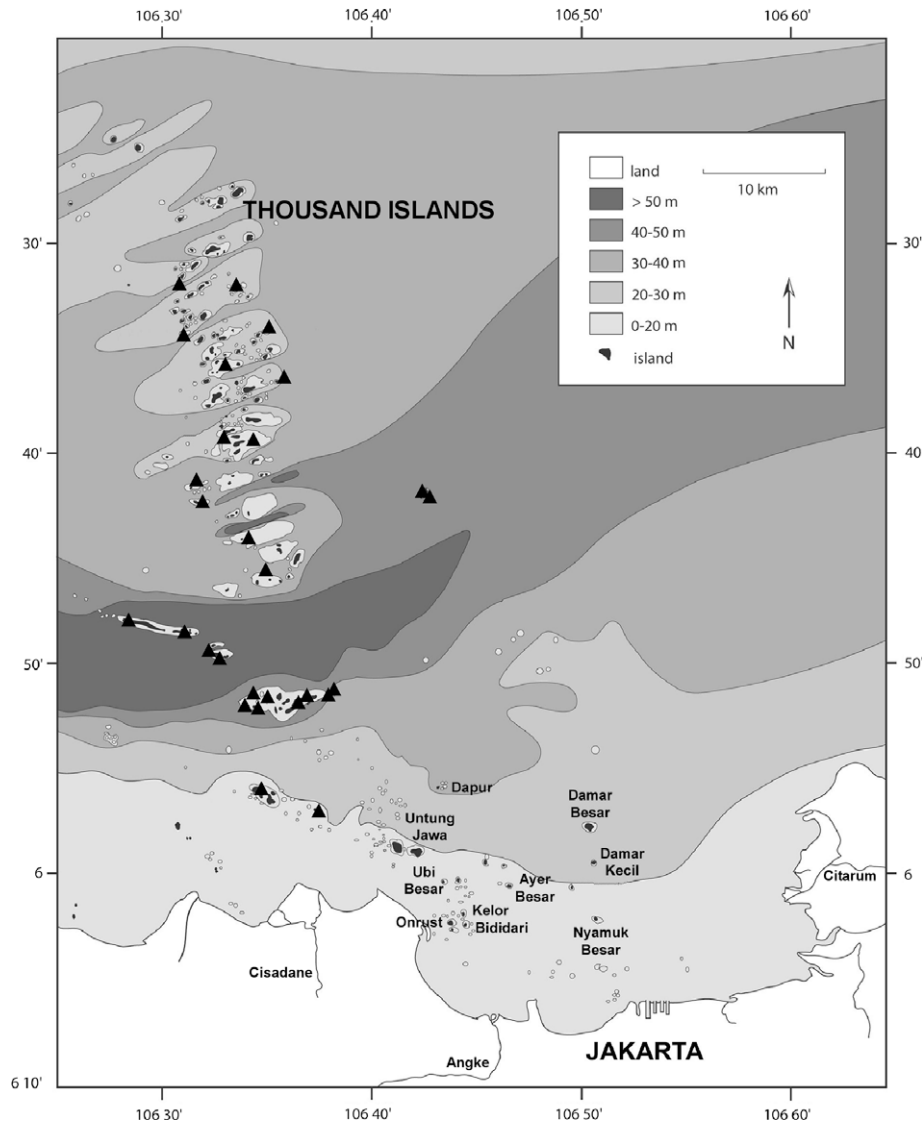 106 30'
106 40'
106 50'
106 60'
THOUSAND ISLANDS
land
> 50 m
40-50 m
30-40 m
20-30 m
0-20 m
island
10 km
N
30'
30'
40'
40'
50'
50'
Dapur
Damar
Besar
Untung
Jawa
Damar
Kecil
6
6
Ubi
Besar
Ayer
Besar
Citarum
Kelor
Onrust
Bididari
Nyamuk
Besar
Cisadane
JAKARTA
Angke
6 10'
106 30'
106 40'
106 50'
106 60'